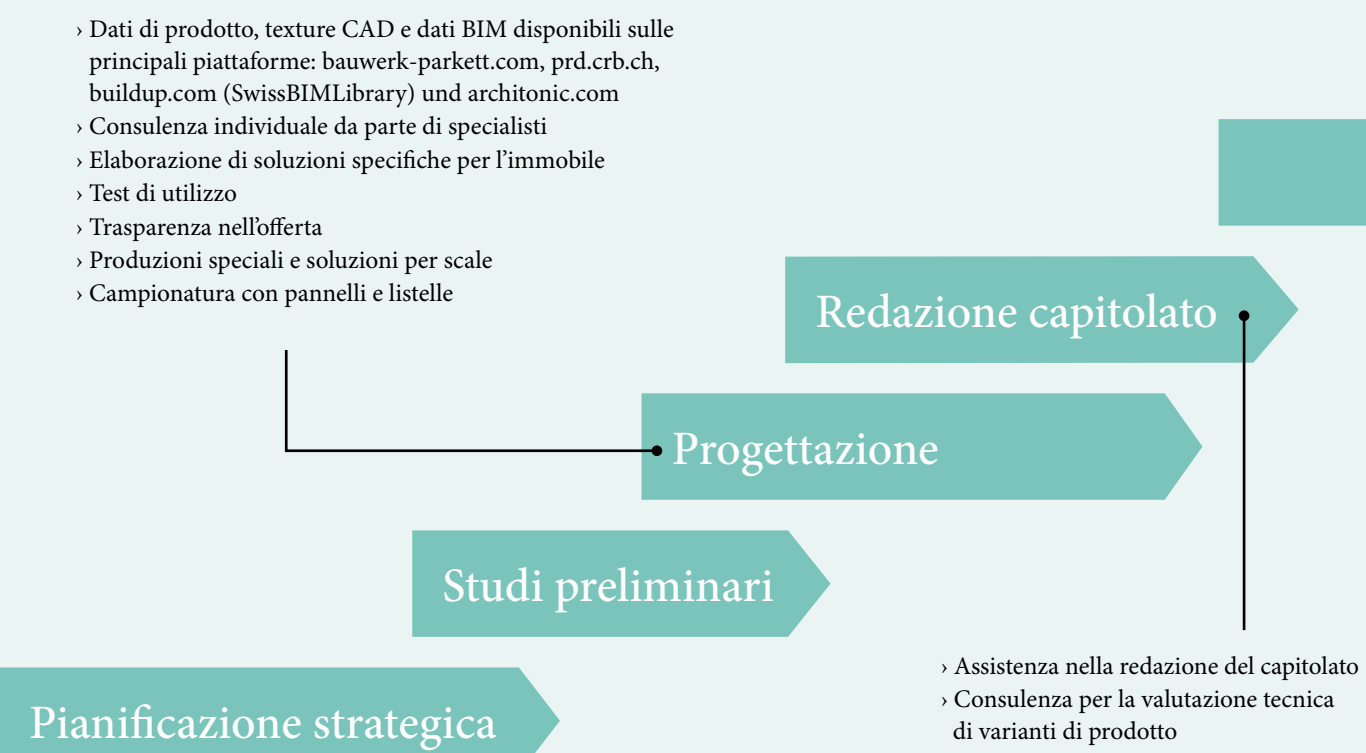 › Dati di prodotto, texture CAD e dati BIM disponibili sulle
principali piattaforme: bauwerk-parkett.com, prd.crb.ch,
buildup.com (SwissBIMLibrary) und architonic.com
› Consulenza individuale da parte di specialisti
› Elaborazione di soluzioni specifiche per l’immobile
› Test di utilizzo
› Trasparenza nell’offerta
› Produzioni speciali e soluzioni per scale
› Campionatura con pannelli e listelle
Redazione capitolato
Progettazione
Studi preliminari
Pianificazione strategica
› Assistenza nella redazione del capitolato
› Consulenza per la valutazione tecnica
di varianti di prodotto